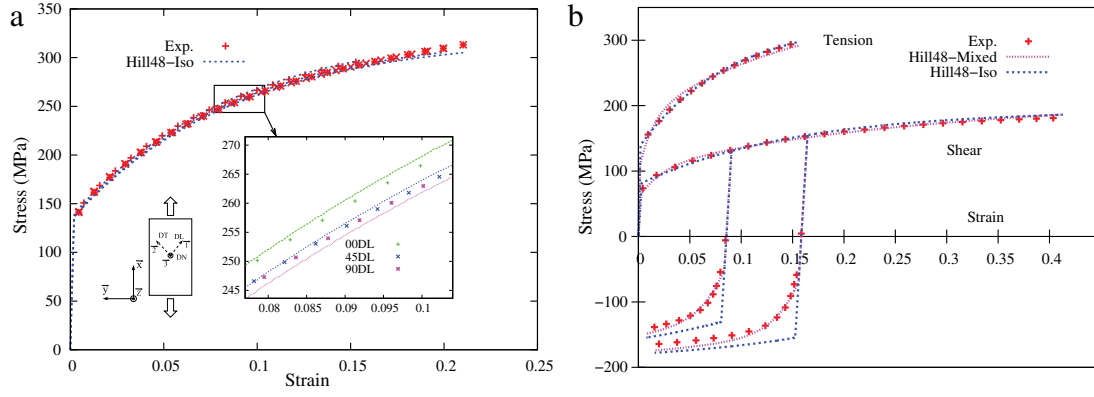 a
350
300
250
200
150
100
50
0
0
0.05
0.1
0.15
0.2
0.25
Stress (MPa)
Strain
Exp.
Hill48−Iso
270
265
260
255
250
245
0.08
0.085
0.09
0.095
0.1
00DL
45DL
90DL
DT
DL
2
1
DN
3
x
y
z
b
300
200
100
0
−100
−200
0
0.05
0.1
0.15
0.2
0.25
0.3
0.35
0.4
Stress (MPa)
Strain
Tension
Shear
Exp.
Hill48−Mixed
Hill48−Iso